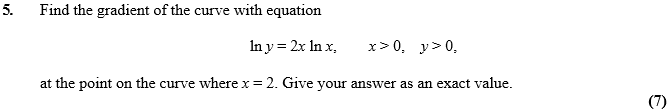 5. Find the gradient of the curve with equation
ln y = 2x ln x, x > 0, y > 0,
at the point on the curve where x = 2. Give your answer as an exact value.
(7)